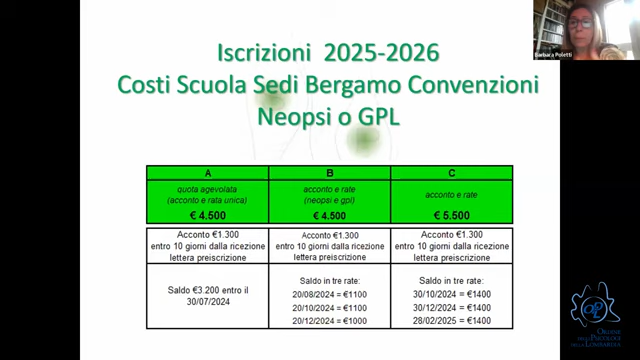 Iscrizioni 2025-2026
Costi Scuola Sedi Bergamo Convenzioni
Neopsi o GPL
A
B
C
quota agevolata
(acconto e rata unica)
€ 4.500
acconto e rate
(neopsi e gpl)
€ 4.500
acconto e rate
€ 5.500
Acconto €1.300
entro 10 giorni dalla ricezione
lettera preiscrizione
Acconto €1.300
entro 10 giorni dalla ricezione
lettera preiscrizione
Acconto €1.300
entro 10 giorni dalla ricezione
lettera preiscrizione
Saldo €3.200 entro il
30/07/2024
Saldo in tre rate:
20/08/2024 = €1100
20/10/2024 = €1100
20/12/2024 = €1000
Saldo in tre rate:
30/10/2024 = €1400
30/12/2024 = €1400
28/02/2025 = €1400
Barbara Poletti
OPL
ORDINE
DEGLI PSICOLOGI
DELLA LOMBARDIA